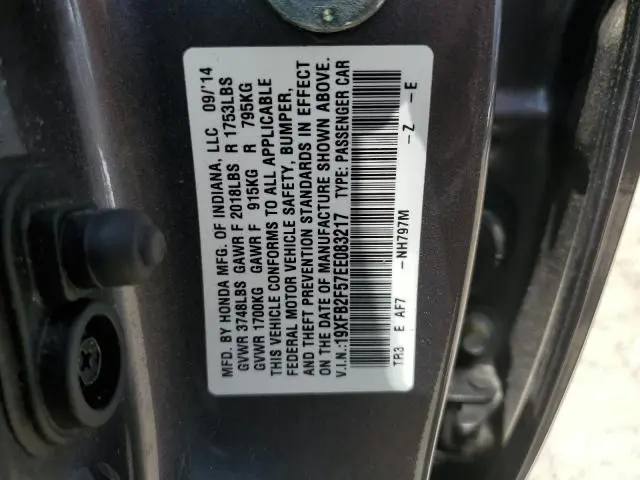 MFD. BY HONDA MFG. OF INDIANA, LLC 09/'14
GVWR 3748LBS GAWR F 2018LBS R 1753LBS
GVWR 1700KG GAWR F 915KG R 795KG
THIS VEHICLE CONFORMS TO ALL APPLICABLE
FEDERAL MOTOR VEHICLE SAFETY, BUMPER,
AND THEFT PREVENTION STANDARDS IN EFFECT
ON THE DATE OF MANUFACTURE SHOWN ABOVE.
V.I.N.:19XFB2F57EE083217 TYPE: PASSENGER CAR
TR3 E AF7 -NH797M -Z -E